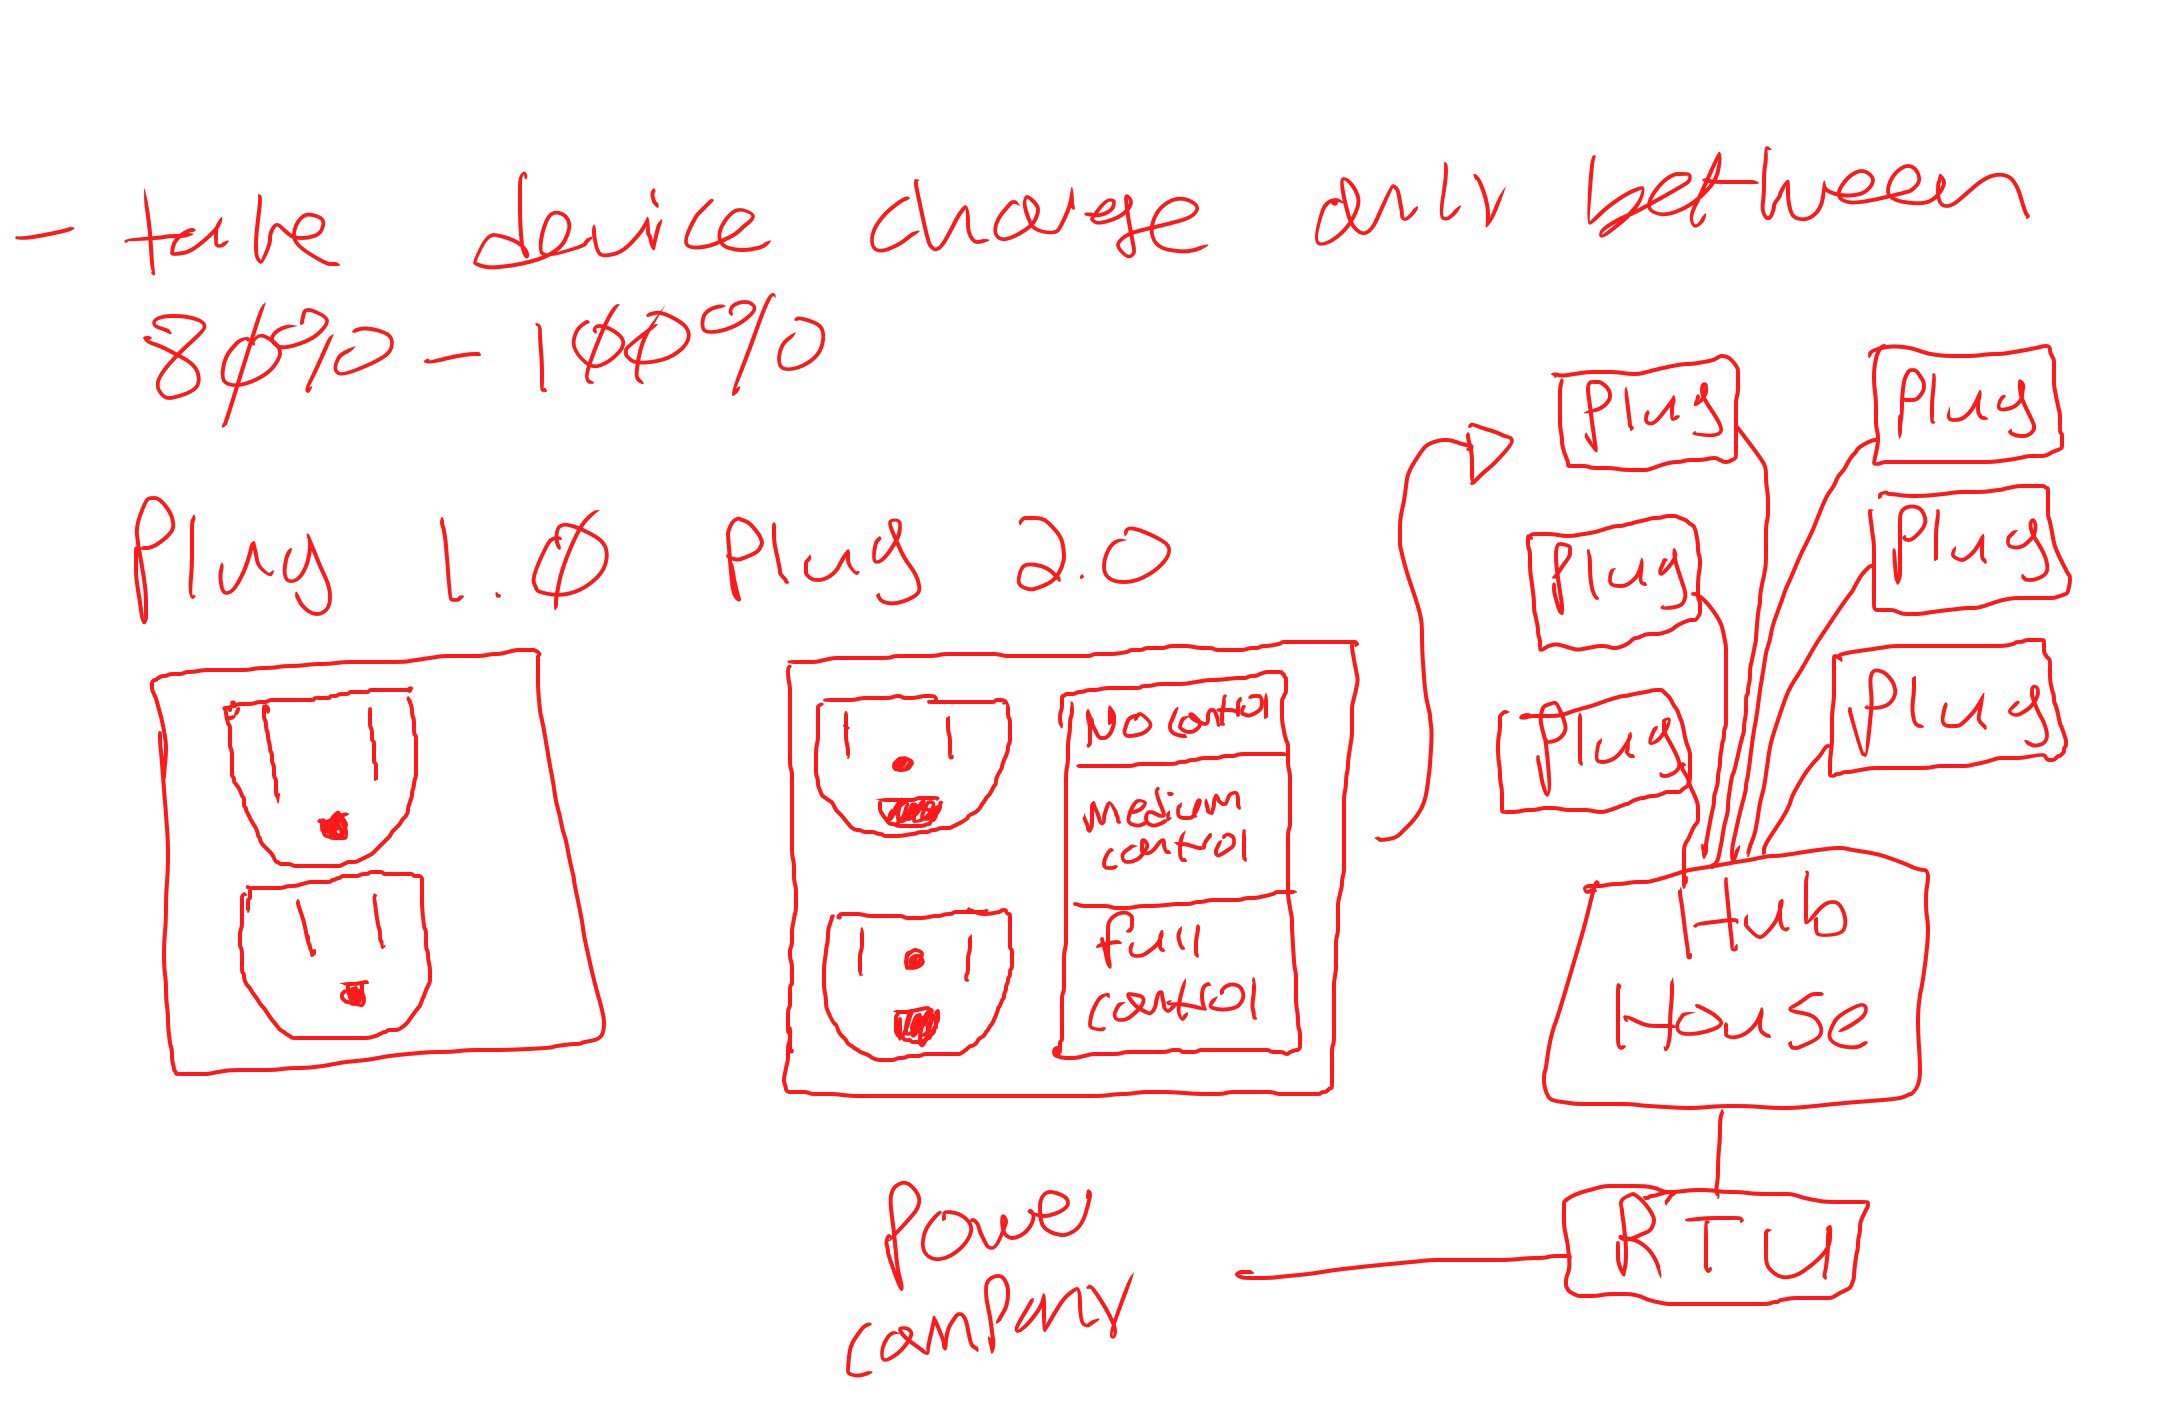 - take device charge only between
80% - 100%
Plug 1.0 Plug 2.0
No control
medium
control
full
control
Plug
Plug
Plug
Plug
Plug
Plug
Hub
House
RTU
Power
company